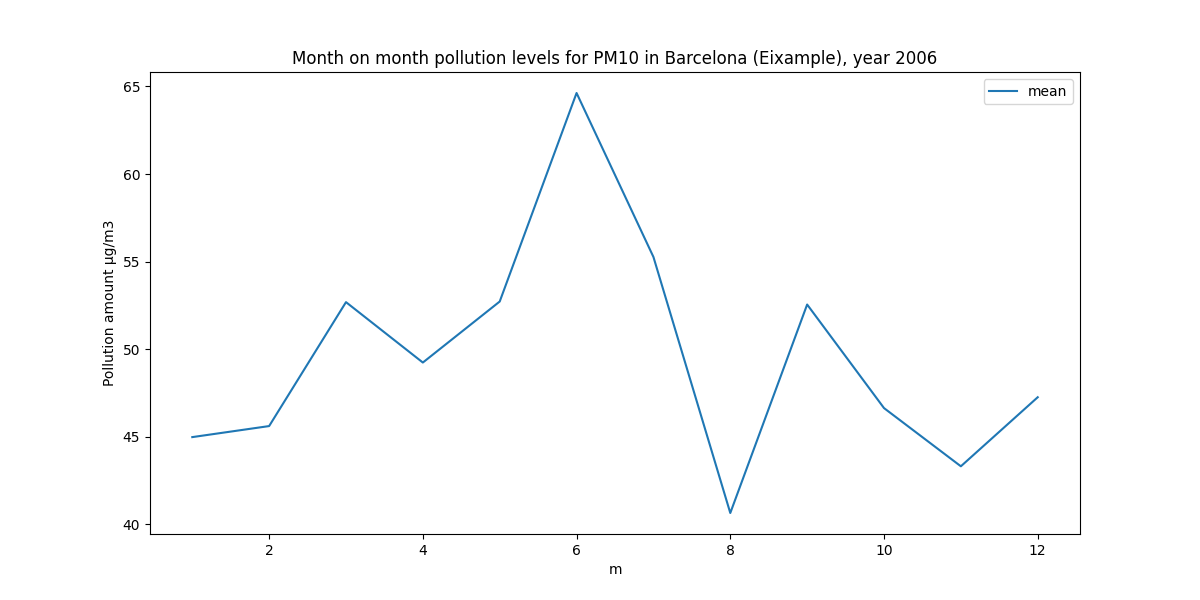 Month on month pollution levels for PM10 in Barcelona (Eixample), year 2006
mean
65
60
55
50
45
40
Pollution amount µg/m3
2 4 6 8 10 12
m